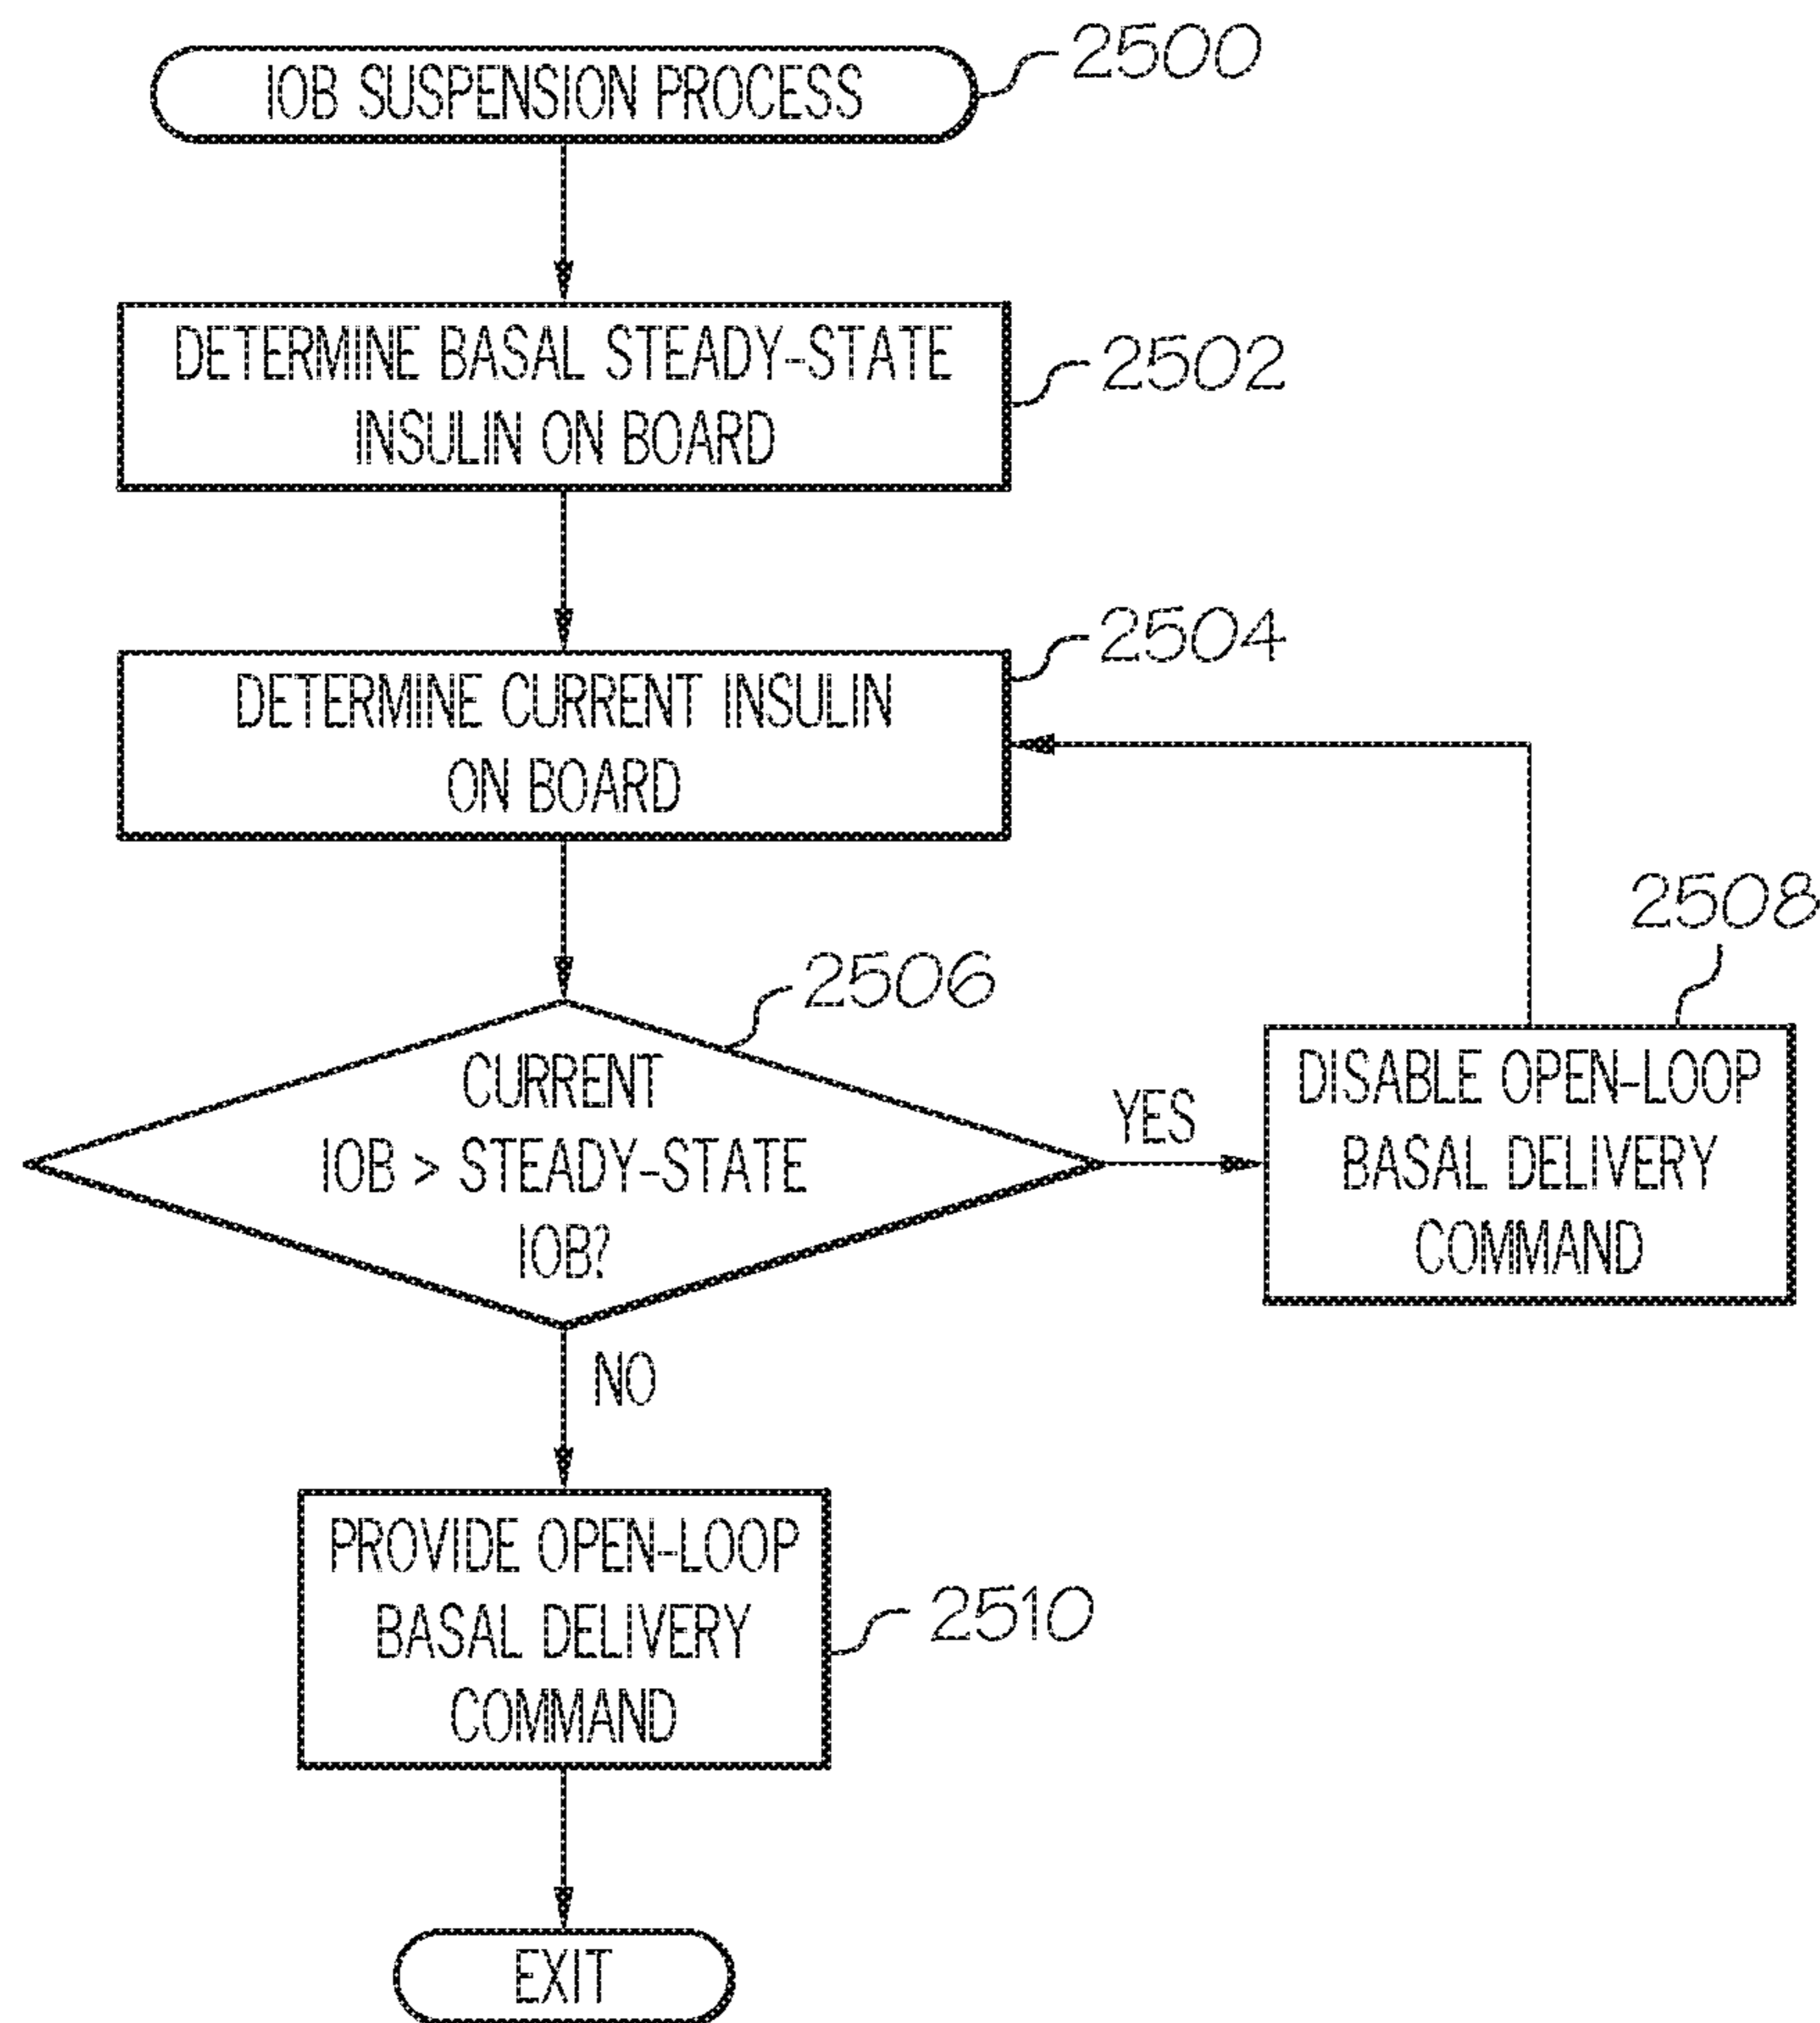 IOB SUSPENSION PROCESS
2500
DETERMINE BASAL STEADY-STATE
INSULIN ON BOARD
2502
DETERMINE CURRENT INSULIN
ON BOARD
2504
CURRENT
IOB > STEADY-STATE
IOB?
2506
YES
DISABLE OPEN-LOOP
BASAL DELIVERY
COMMAND
2508
NO
PROVIDE OPEN-LOOP
BASAL DELIVERY
COMMAND
2510
EXIT